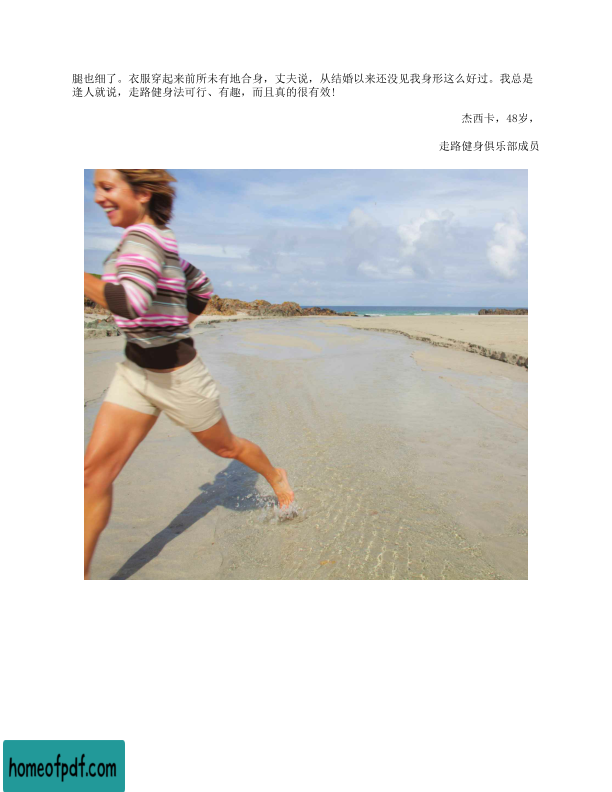 腿也细了。衣服穿起来前所未有地合身，丈夫说，从结婚以来还没见我身形这么好过。我总是
逢人就说，走路健身法可行、有趣，而且真的很有效！
杰西卡，48岁，
走路健身俱乐部成员
homeofpdf.com